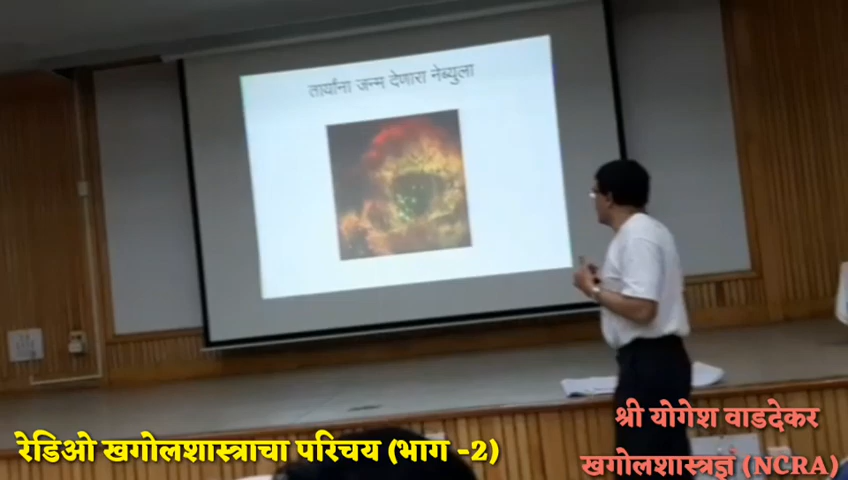 तार्यांना जन्म देणारा नेब्युला
श्री योगेश वाडदेकर
रेडिओ खगोलशास्त्राचा परिचय (भाग -2)
खगोलशास्त्रज्ञं (NCRA)